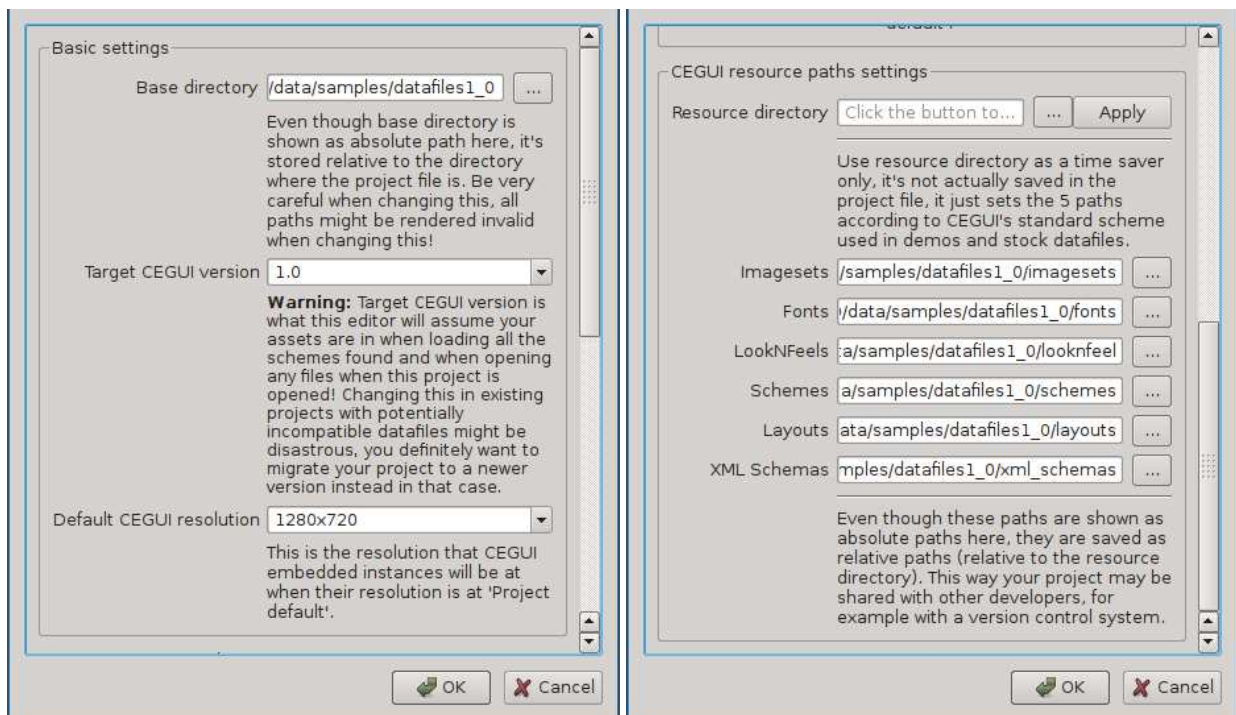 Basic settings
Base directory /data/samples/datafiles1_0 ...
Even though base directory is
shown as absolute path here, it's
stored relative to the directory
where the project file is. Be very
careful when changing this, all
paths might be rendered invalid
when changing this!
Target CEGUI version 1.0
Warning: Target CEGUI version is
what this editor will assume your
assets are in when loading all the
schemes found and when opening
any files when this project is
opened! Changing this in existing
projects with potentially
incompatible datafiles might be
disastrous, you definitely want to
migrate your project to a newer
version instead in that case.
Default CEGUI resolution 1280x720
This is the resolution that CEGUI
embedded instances will be at
when their resolution is at 'Project
default'.
OK Cancel
CEGUI resource paths settings
Resource directory Click the button to... ... Apply
Use resource directory as a time saver
only, it's not actually saved in the
project file, it just sets the 5 paths
according to CEGUI's standard scheme
used in demos and stock datafiles.
Imagesets /samples/datafiles1_0/imagesets ...
Fonts /data/samples/datafiles1_0/fonts ...
LookNFeels ta/samples/datafiles1_0/looknfeel ...
Schemes a/samples/datafiles1_0/schemes ...
Layouts ata/samples/datafiles1_0/layouts ...
XML Schemas mples/datafiles1_0/xml_schemas ...
Even though these paths are shown as
absolute paths here, they are saved as
relative paths (relative to the resource
directory). This way your project may be
shared with other developers, for
example with a version control system.
OK Cancel